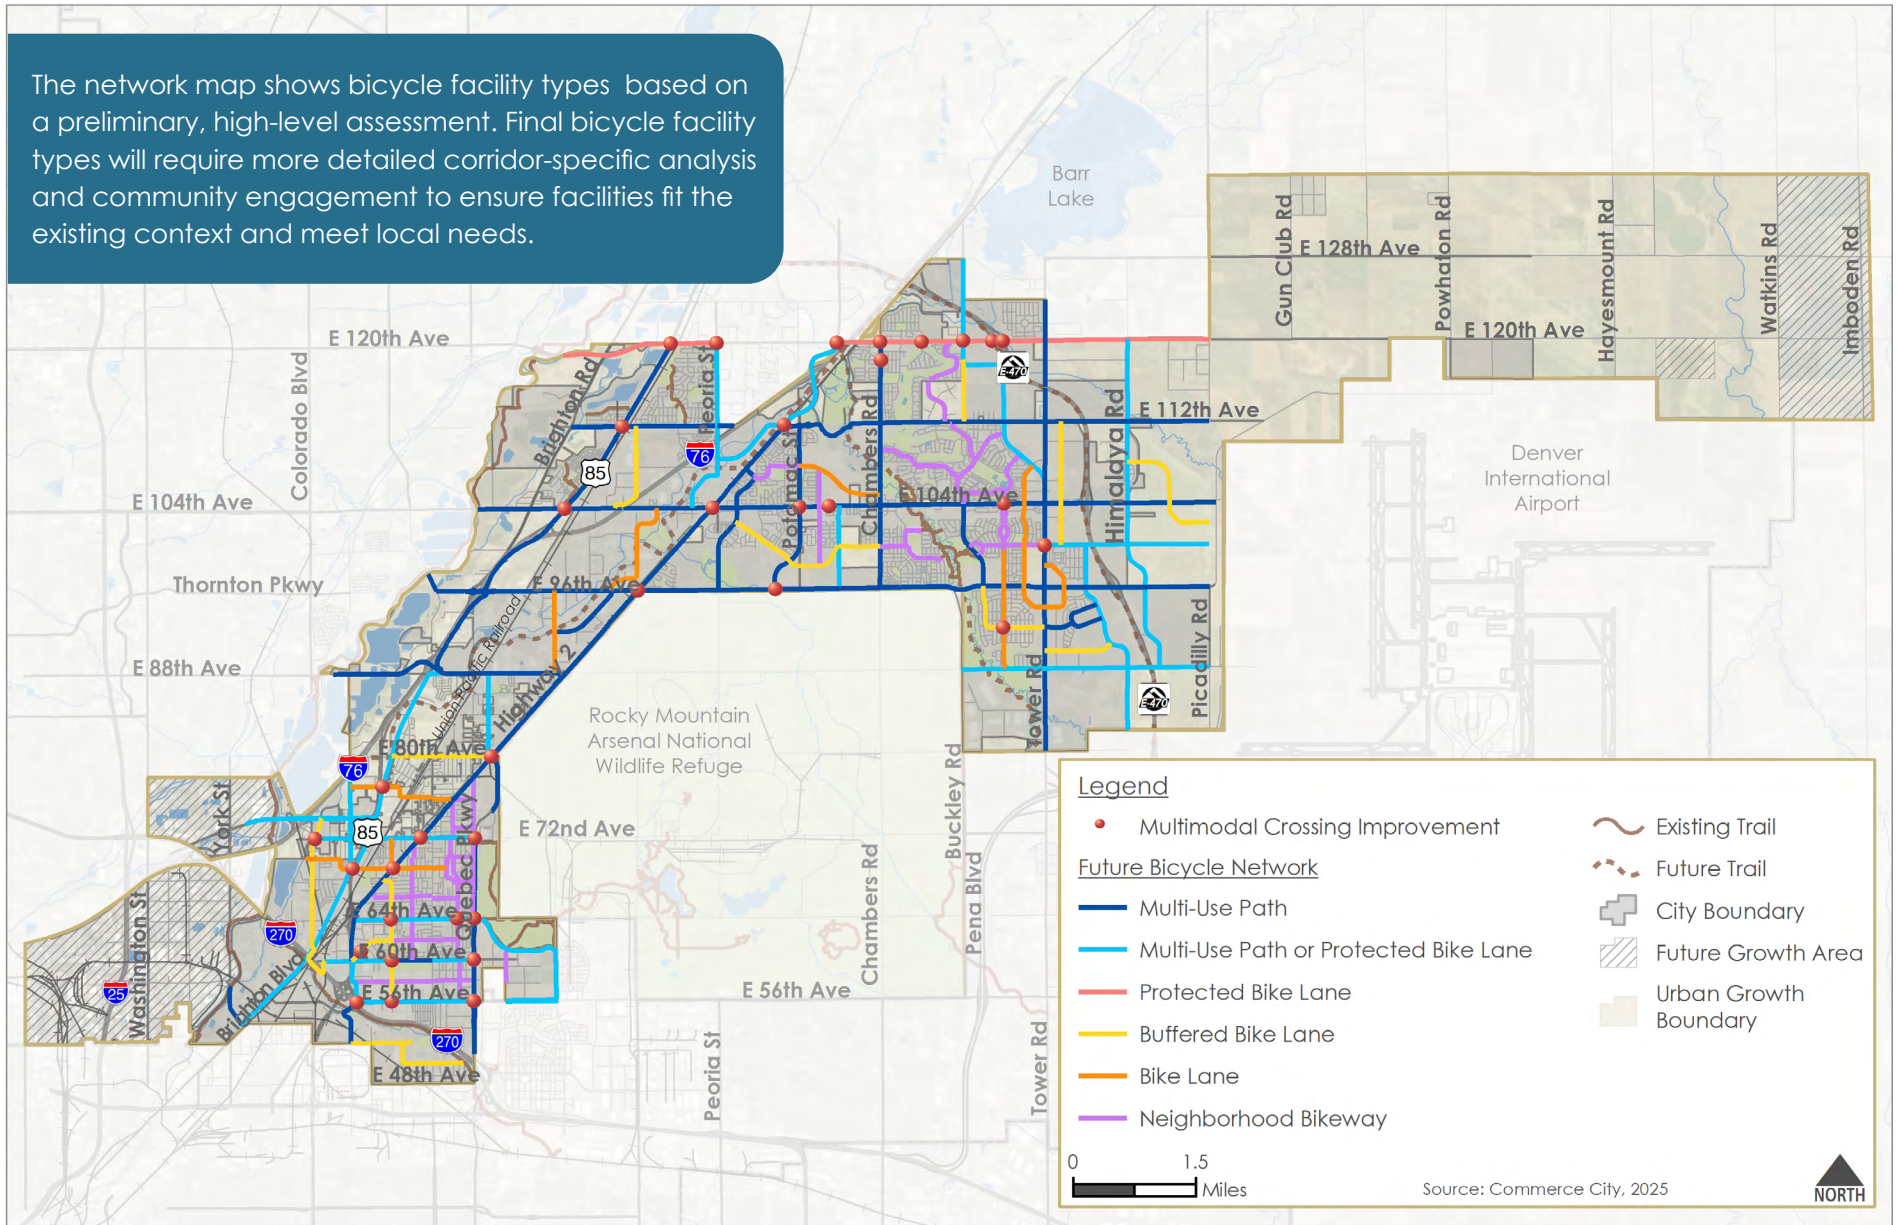 The network map shows bicycle facility types based on
a preliminary, high-level assessment. Final bicycle facility
types will require more detailed corridor-specific analysis
and community engagement to ensure facilities fit the
existing context and meet local needs.
Barr
Lake
Gun Club Rd
E 128th Ave
Powhaton Rd
Hayesmount Rd
Watkins Rd
Imboden Rd
E 120th Ave
E 120th Ave
Colorado Blvd
Brighton Rd
Peoria St
E-470
E 112th Ave
Himalaya Rd
Chambers Rd
Potomac St
76
85
Denver
International
Airport
E 104th Ave
E 104th Ave
Thornton Pkwy
E 96th Ave
Union Pacific Railroad
E 88th Ave
Highway 2
Tower Rd
Picadilly Rd
E-470
Rocky Mountain
Arsenal National
Wildlife Refuge
E 80th Ave
76
York St
85
Quebec Pkwy
E 72nd Ave
Buckley Rd
Chambers Rd
Pena Blvd
Washington St
E 64th Ave
270
E 60th Ave
Brighton Blvd
25
E 56th Ave
E 56th Ave
270
E 48th Ave
Peoria St
Tower Rd
Legend
Multimodal Crossing Improvement
Future Bicycle Network
Multi-Use Path
Multi-Use Path or Protected Bike Lane
Protected Bike Lane
Buffered Bike Lane
Bike Lane
Neighborhood Bikeway
Existing Trail
Future Trail
City Boundary
Future Growth Area
Urban Growth
Boundary
0 1.5
Miles
Source: Commerce City, 2025
NORTH